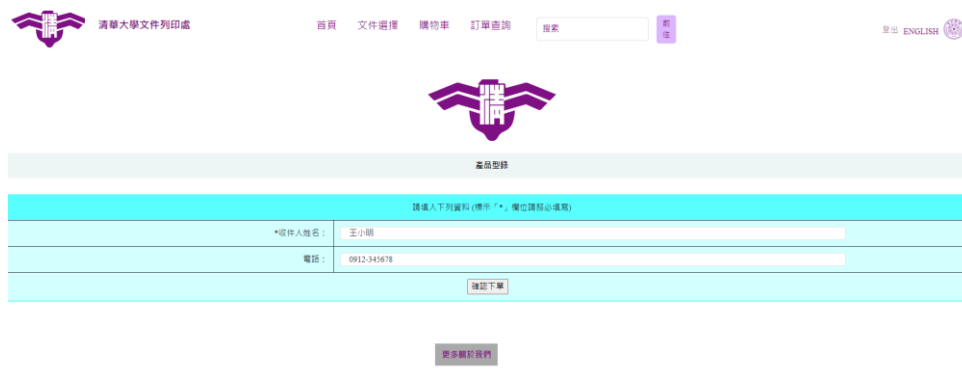 清華大學文件列印處
首頁 文件選擇 購物車 訂單查詢 搜索 前往 登出 ENGLISH
清
產品型錄
請填入下列資料 (標示「*」欄位請務必填寫)
*收件人姓名： 王小明
電話： 0912-345678
確認下單
更多關於我們